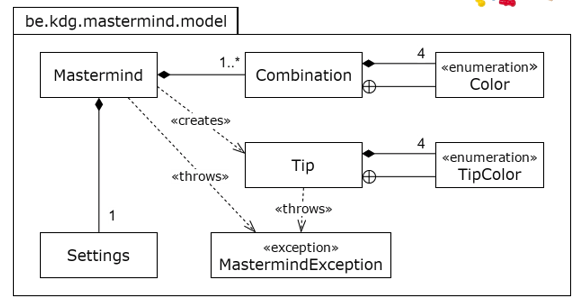 be.kdg.mastermind.model
Mastermind
1..*
Combination
4
«enumeration»
Color
«creates»
Tip
4
«enumeration»
TipColor
«throws»
«throws»
1
Settings
«exception»
MastermindException